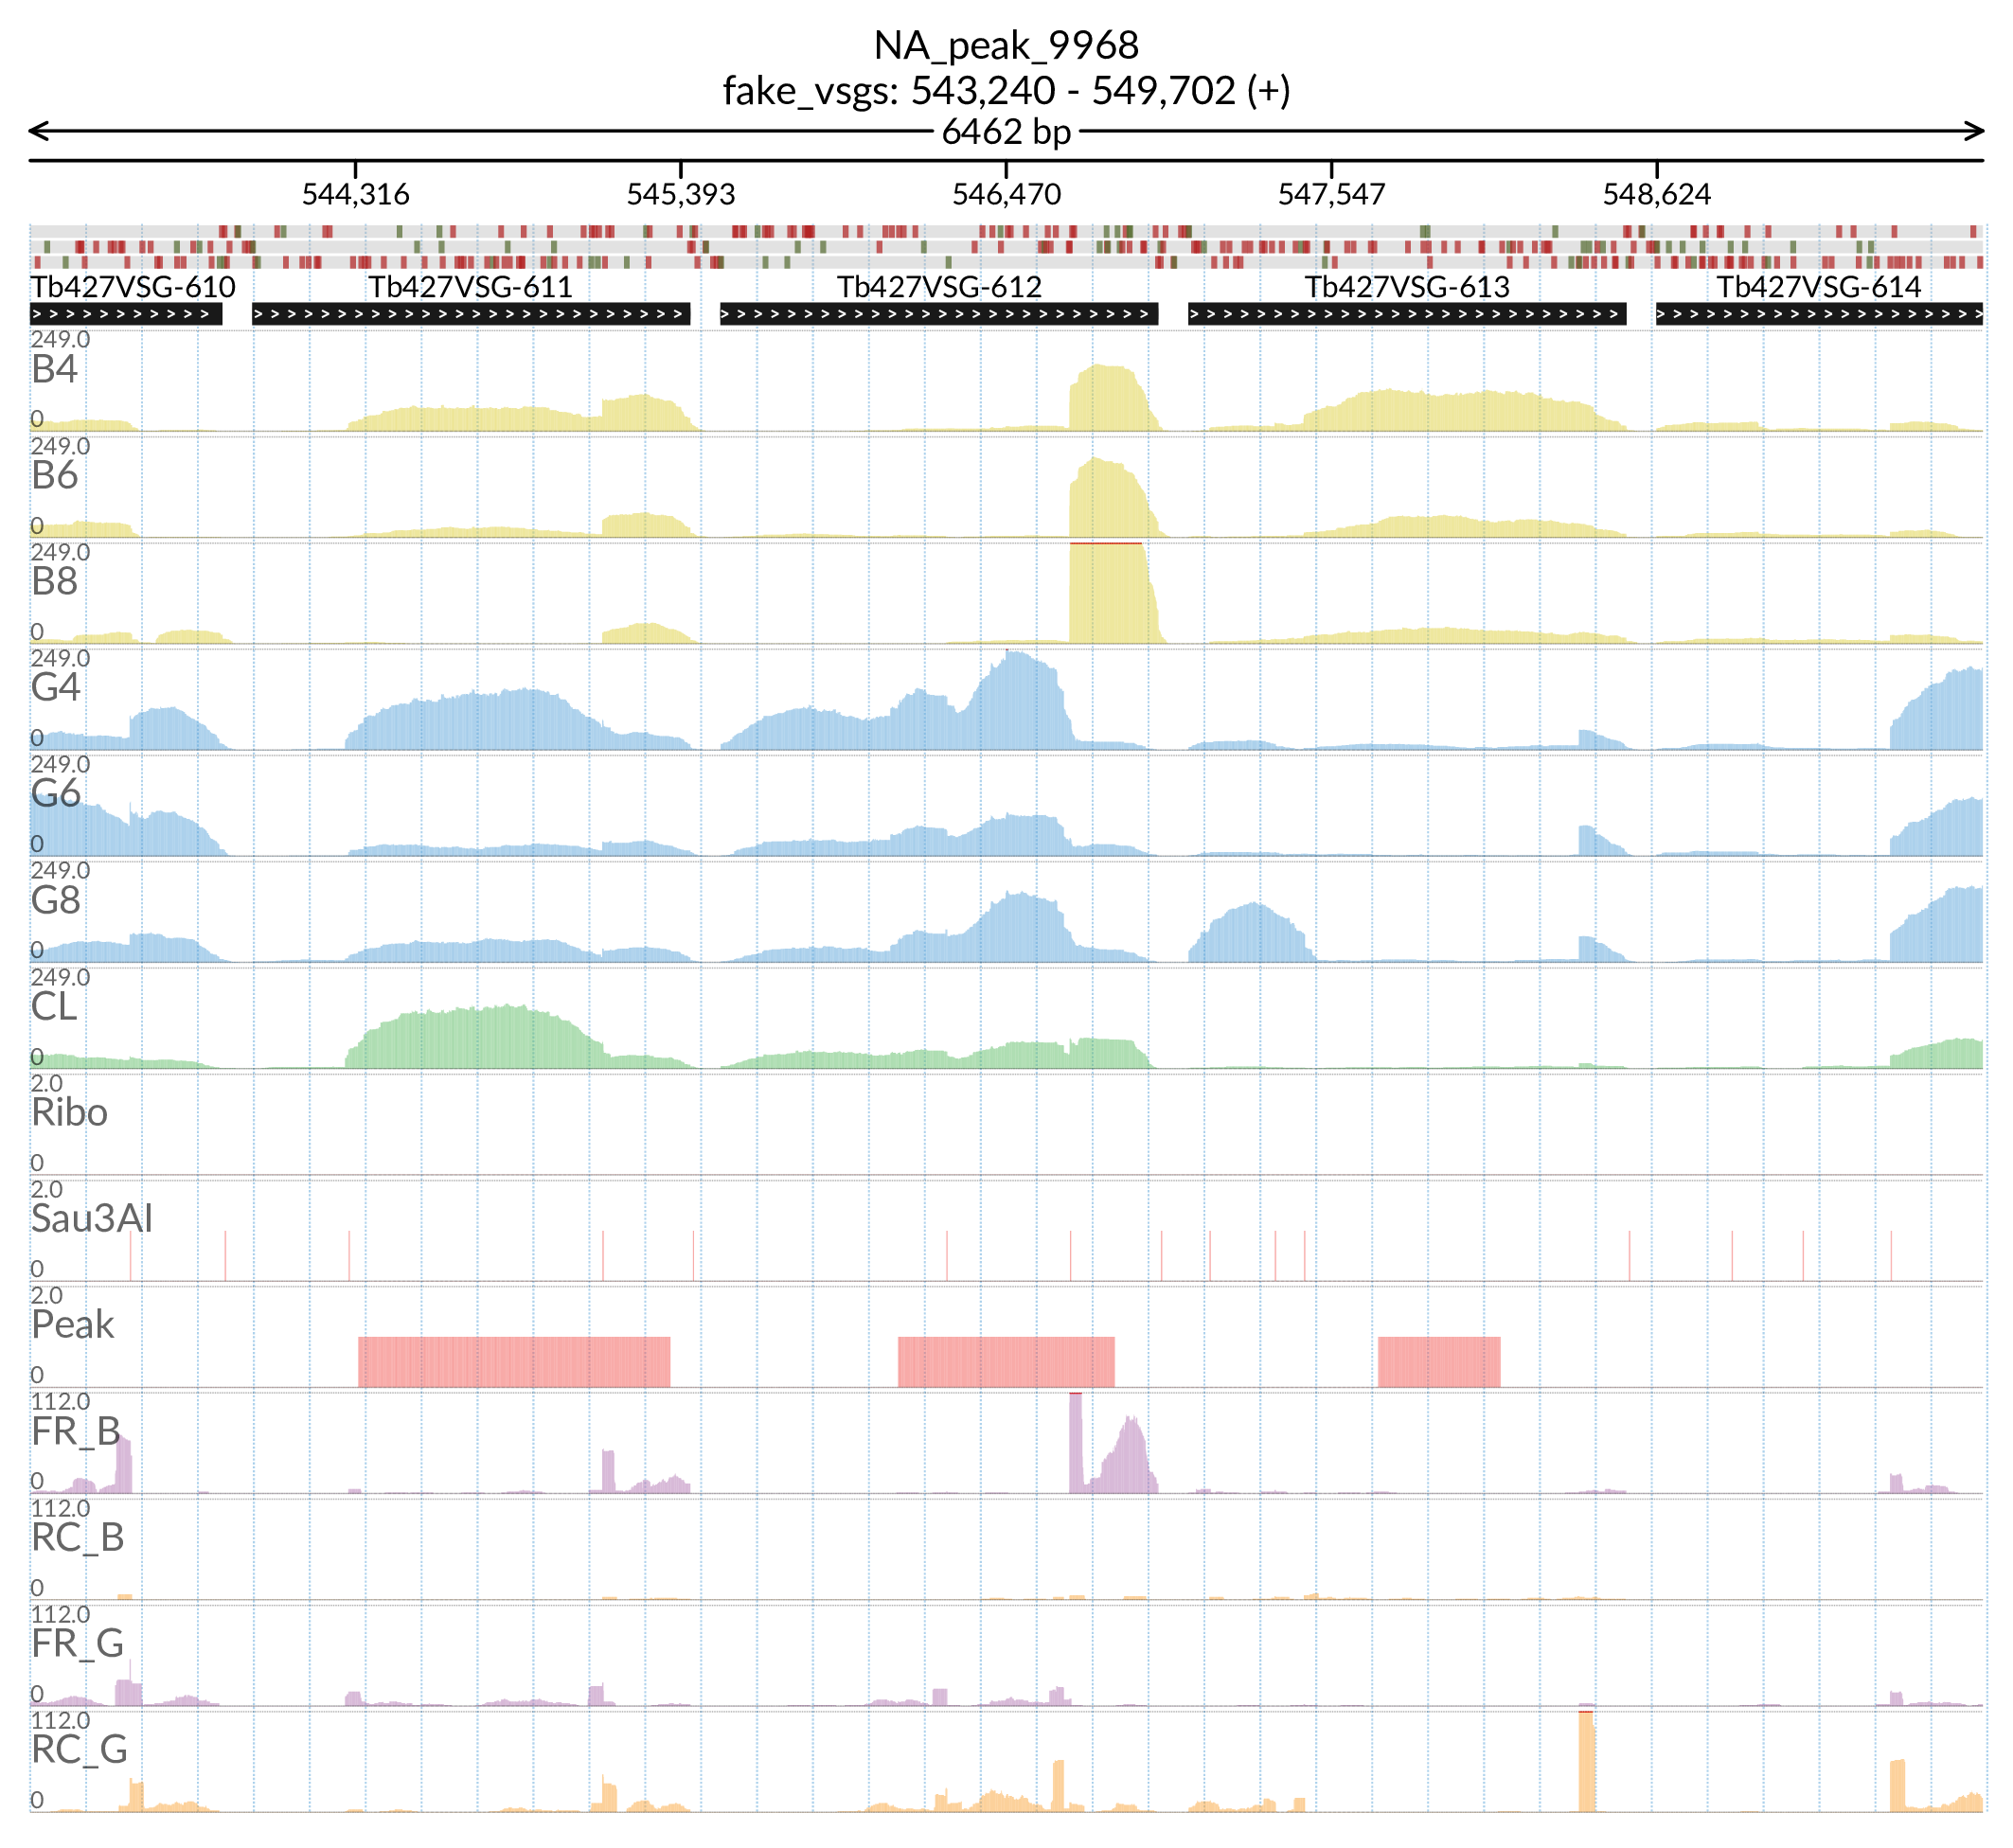 NA_peak_9968
fake_vsgs: 543,240 - 549,702 (+)
6462 bp
544,316 545,393 546,470 547,547 548,624
Tb427VSG-610 Tb427VSG-611 Tb427VSG-612 Tb427VSG-613 Tb427VSG-614
249.0
B4
0
249.0
B6
0
249.0
B8
0
249.0
G4
0
249.0
G6
0
249.0
G8
0
249.0
CL
0
2.0
Ribo
0
2.0
Sau3AI
0
2.0
Peak
0
112.0
FR_B
0
112.0
RC_B
0
112.0
FR_G
0
112.0
RC_G
0